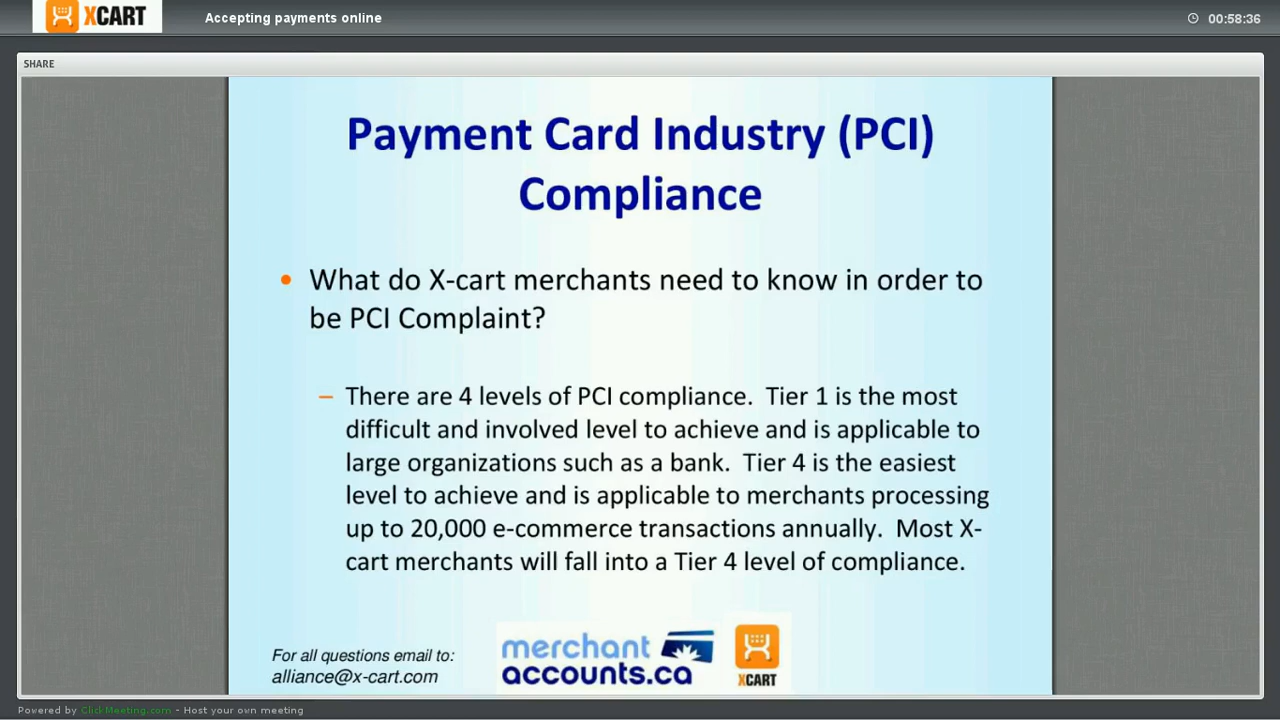 XCART
Accepting payments online
00:58:36
SHARE
Payment Card Industry (PCI)
Compliance
• What do X-cart merchants need to know in order to
be PCI Complaint?
– There are 4 levels of PCI compliance. Tier 1 is the most
difficult and involved level to achieve and is applicable to
large organizations such as a bank. Tier 4 is the easiest
level to achieve and is applicable to merchants processing
up to 20,000 e-commerce transactions annually. Most X-
cart merchants will fall into a Tier 4 level of compliance.
For all questions email to:
alliance@x-cart.com
merchant
accounts.ca
XCART
Powered by ClickMeeting.com - Host your own meeting